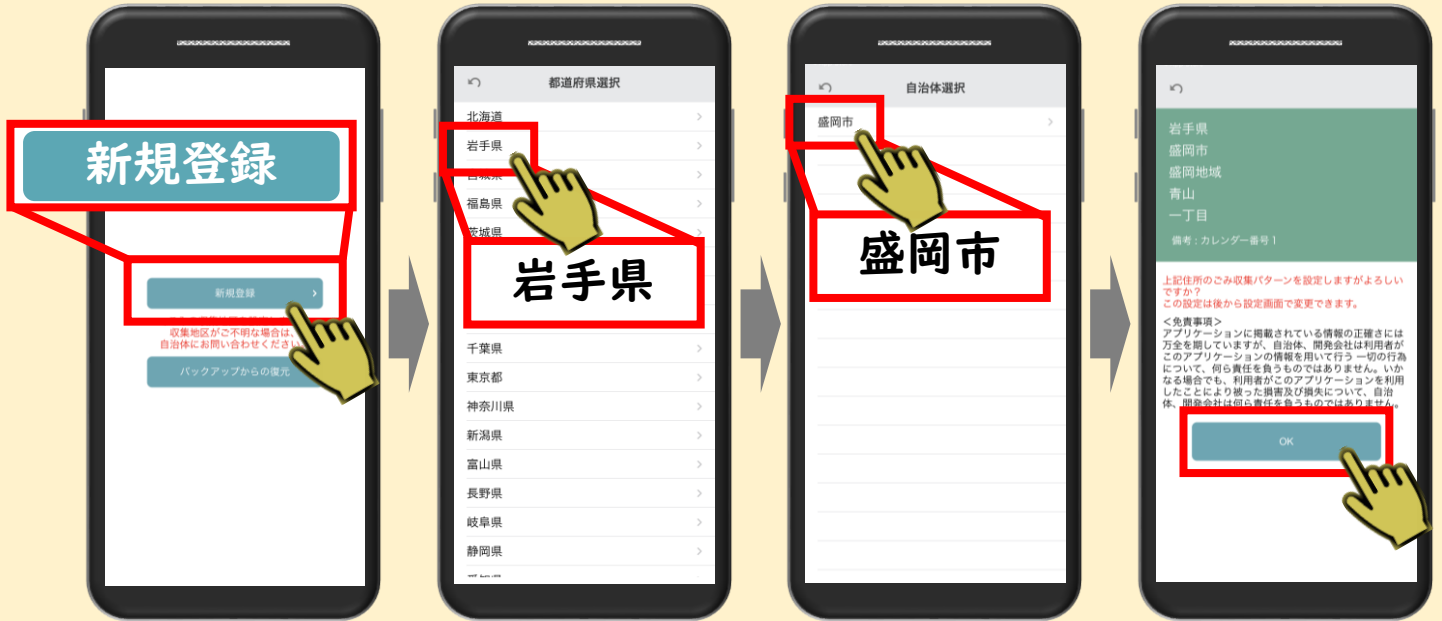 新規登録
新規登録
収集地区がご不明な場合は、
自治体にお問い合わせください
バックアップからの復元
都道府県選択
北海道
岩手県
福島県
茨城県
岩手県
千葉県
東京都
神奈川県
新潟県
富山県
長野県
岐阜県
静岡県
自治体選択
盛岡市
盛岡市
岩手県
盛岡市
盛岡地域
青山
一丁目
備考：カレンダー番号１
上記住所のごみ収集パターンを設定しますがよろしい
ですか？
この設定は後から設定画面で変更できます。
＜免責事項＞
アプリケーションに掲載されている情報の正確さには
万全を期していますが、自治体、開発会社は利用者が
このアプリケーションの情報を用いて行う 一切の行為
について、何ら責任を負うものではありません。いか
なる場合でも、利用者がこのアプリケーションを利用
したことにより被った損害及び損失について、自治
体、開発会社は何ら責任を負うものではありません。
OK